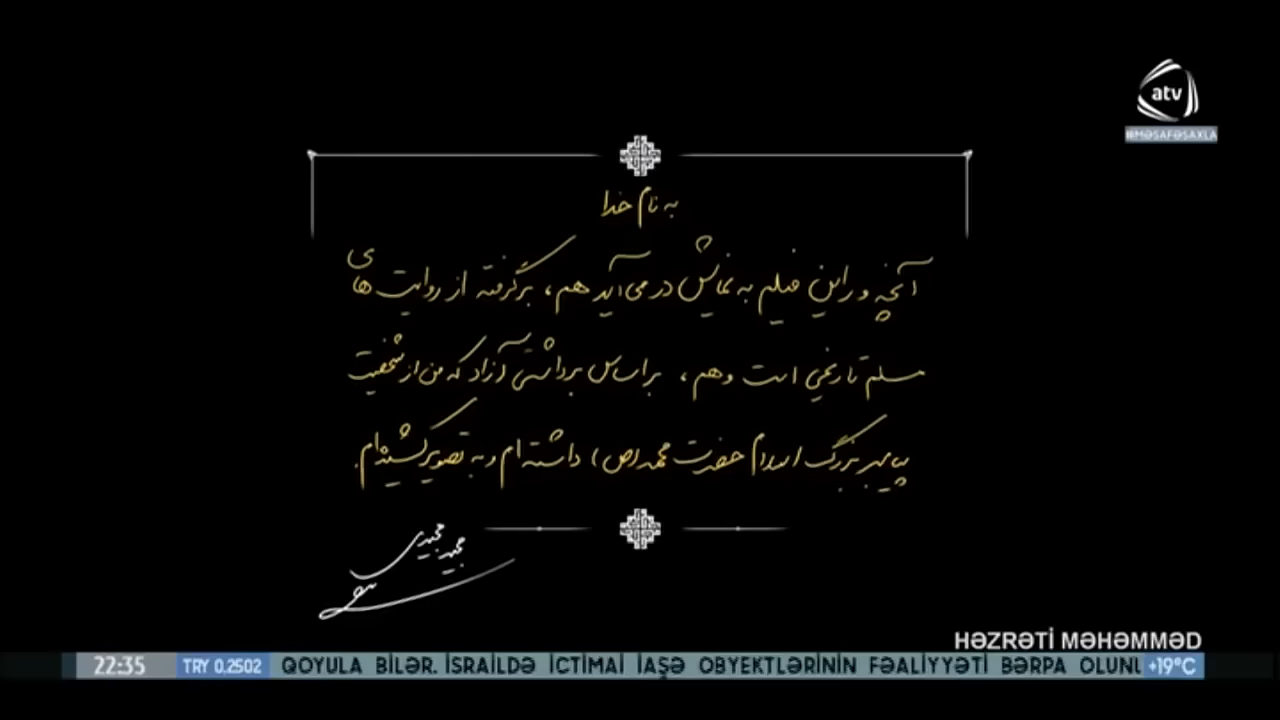 atv
#MƏSAFƏSAXLA
به نام خدا
آنچه در این فیلم به نمایش در می‌آید هم، برگرفته از روایت‌های
مسلم تاریخی است و هم، بر اساس برداشتی آزاد که من از شخصیت
پیامبر بزرگ اسلام حضرت محمد (ص) داشته‌ام و به تصویر کشیده‌ام.
مجید مجیدی
HƏZRƏTİ MƏHƏMMƏD
22:35 TRY 0.2502 QOYULA BİLƏR. İSRAİLDƏ İCTİMAİ İAŞƏ OBYEKTLƏRİNİN FƏALİYYƏTİ BƏRPA OLUNU +19°C